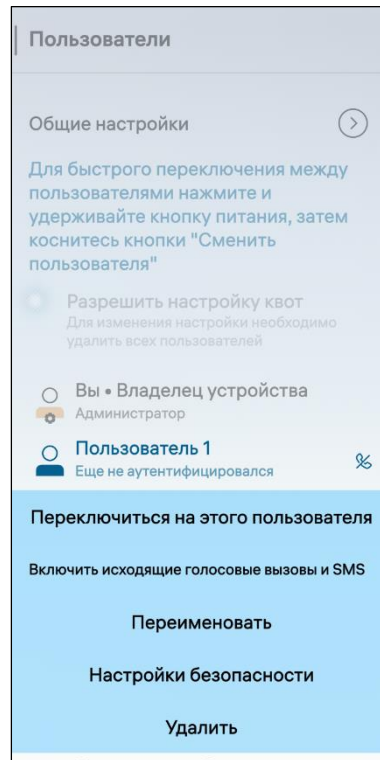 Пользователи
Общие настройки
Для быстрого переключения между
пользователями нажмите и
удерживайте кнопку питания, затем
коснитесь кнопки "Сменить
пользователя"
Разрешить настройку квот
Для изменения настройки необходимо
удалить всех пользователей
Вы • Владелец устройства
Администратор
Пользователь 1
Еще не аутентифицировался
Переключиться на этого пользователя
Включить исходящие голосовые вызовы и SMS
Переименовать
Настройки безопасности
Удалить